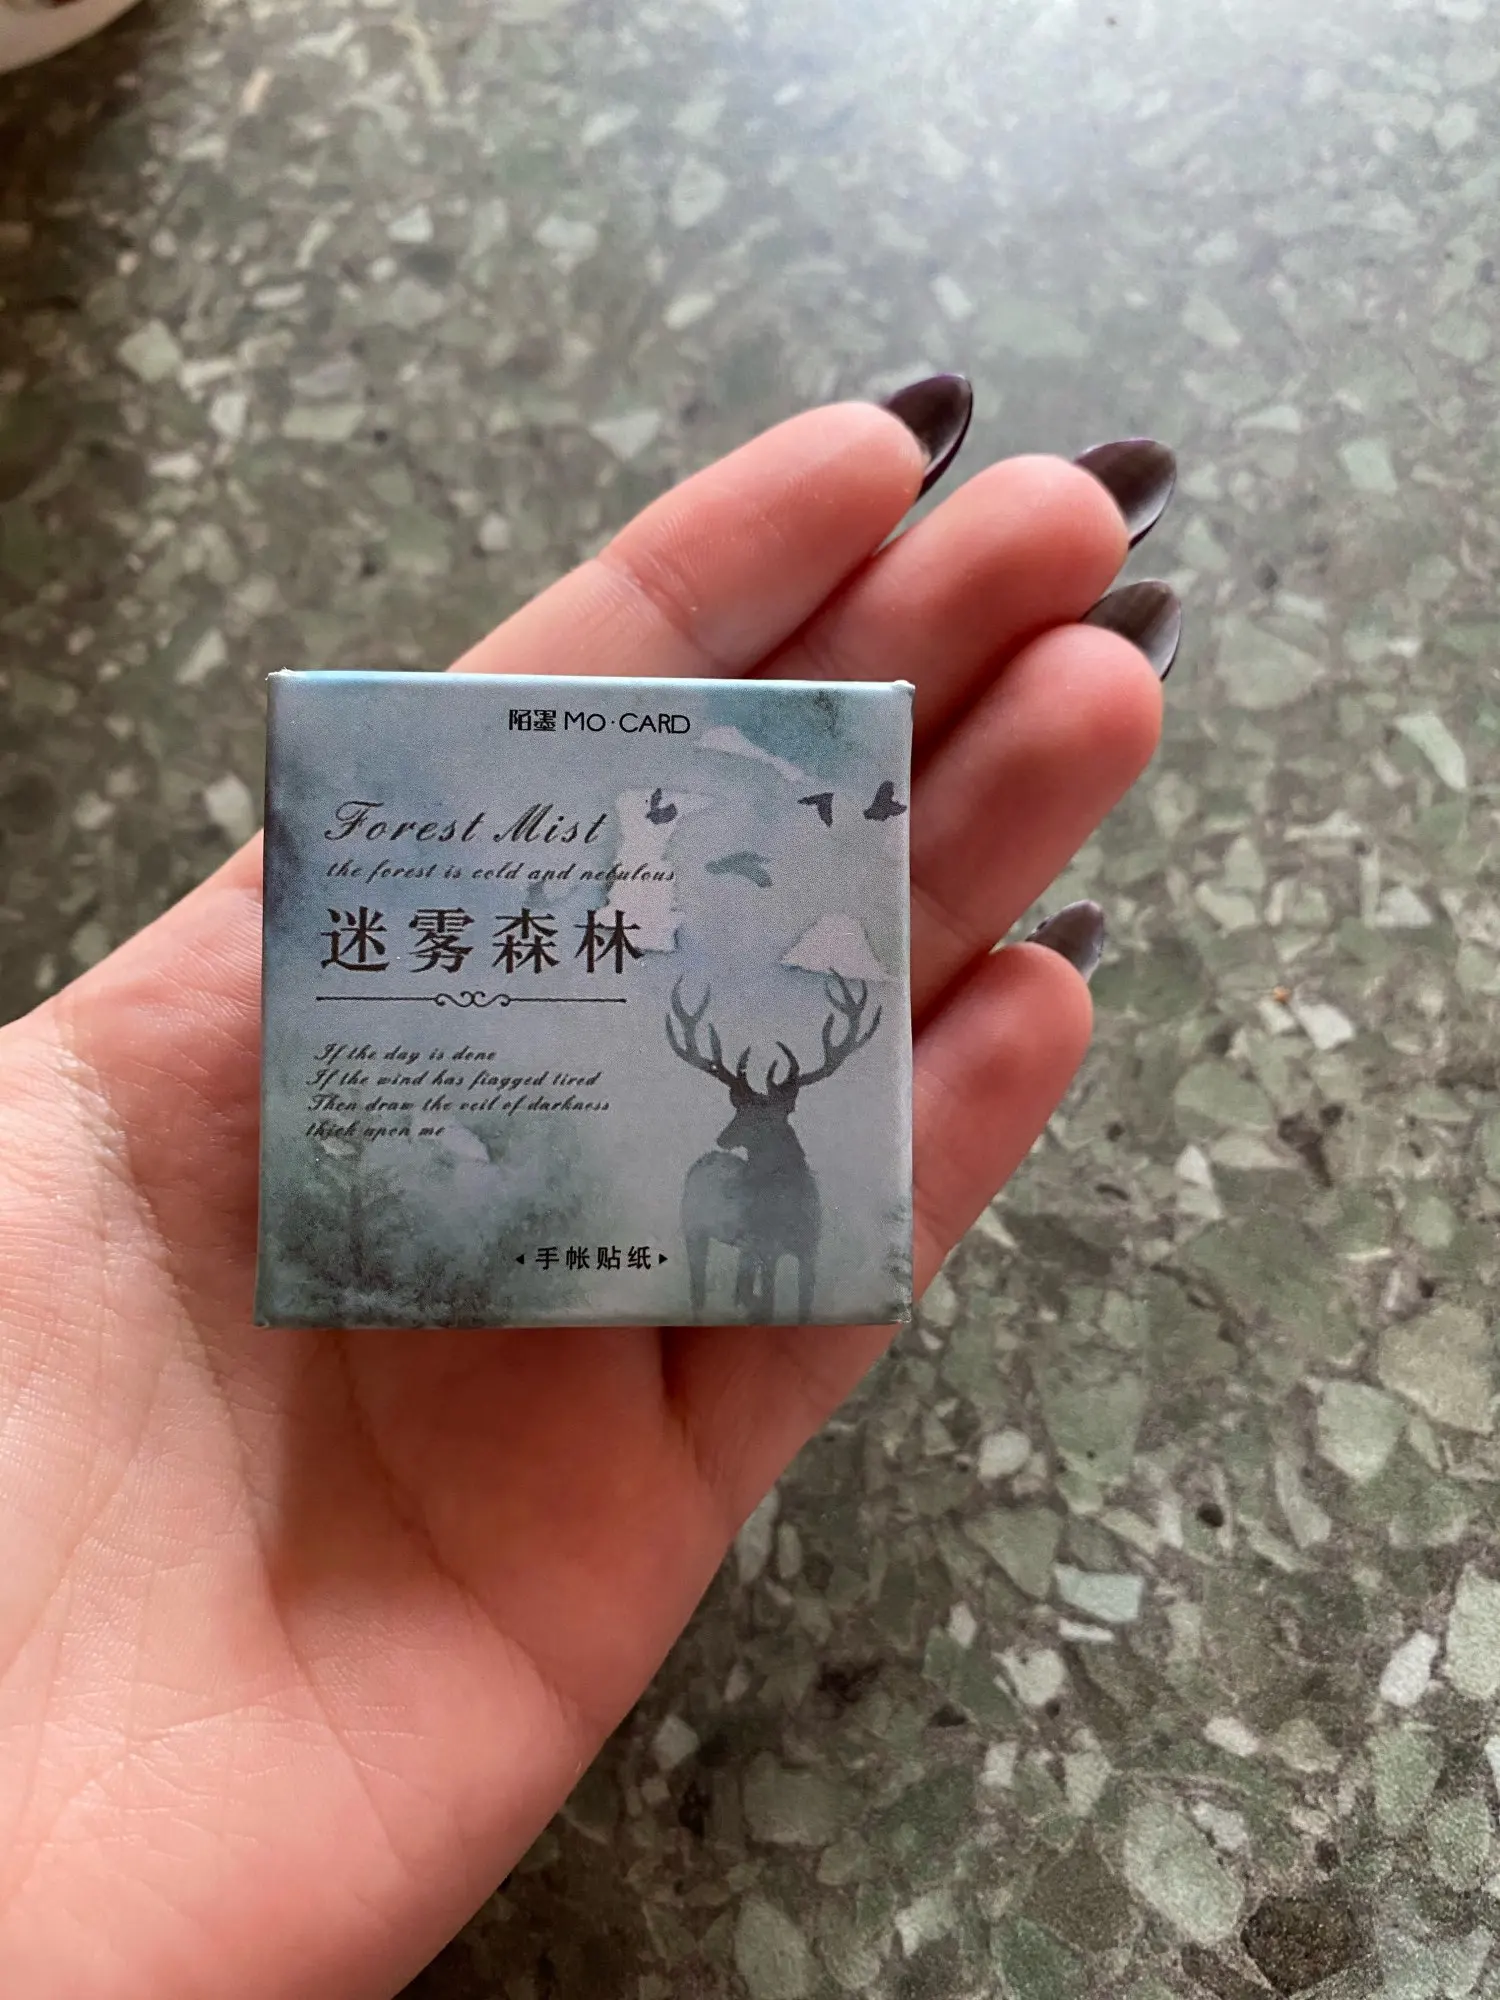 陌墨 MO·CARD
Forest Mist
the forest is cold and nebulous
迷雾森林
If the day is done
If the wind has flagged tired
Then draw the veil of darkness
thick upon me
手帐贴纸